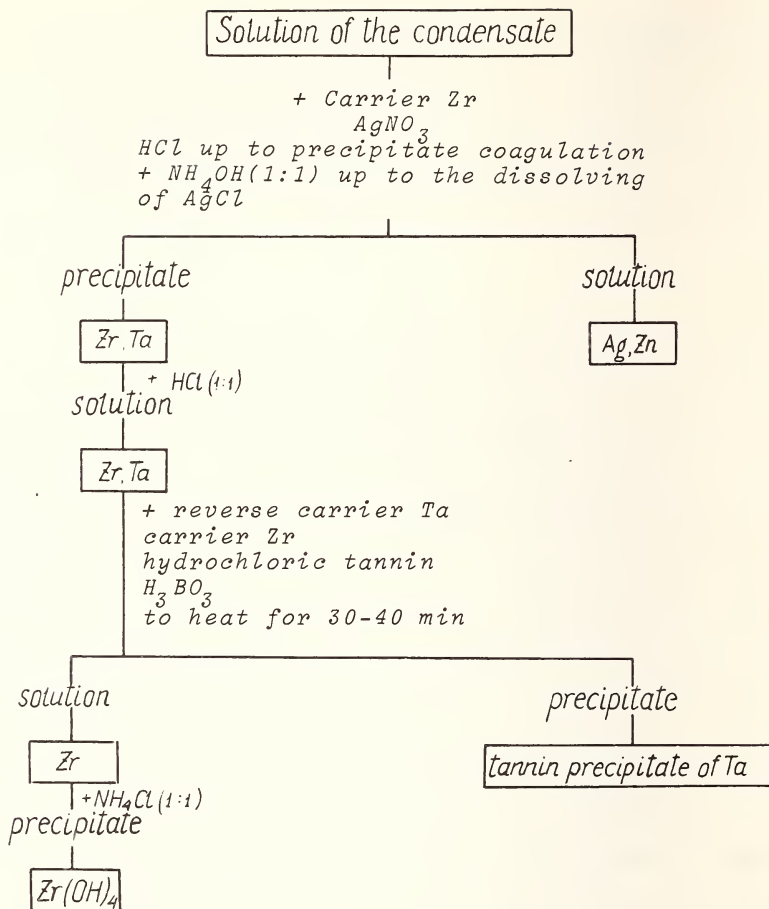 Solution of the condensate
+ Carrier Zr
AgNO₃
HCl up to precipitate coagulation
+ NH₄OH(1:1) up to the dissolving
of AgCl
precipitate
solution
Zr,Ta
Ag,Zn
+ HCl(1:1)
solution
Zr,Ta
+ reverse carrier Ta
carrier Zr
hydrochloric tannin
H₃BO₃
to heat for 30-40 min
solution
precipitate
Zr
tannin precipitate of Ta
+NH₄Cl(1:1)
precipitate
Zr(OH)₄